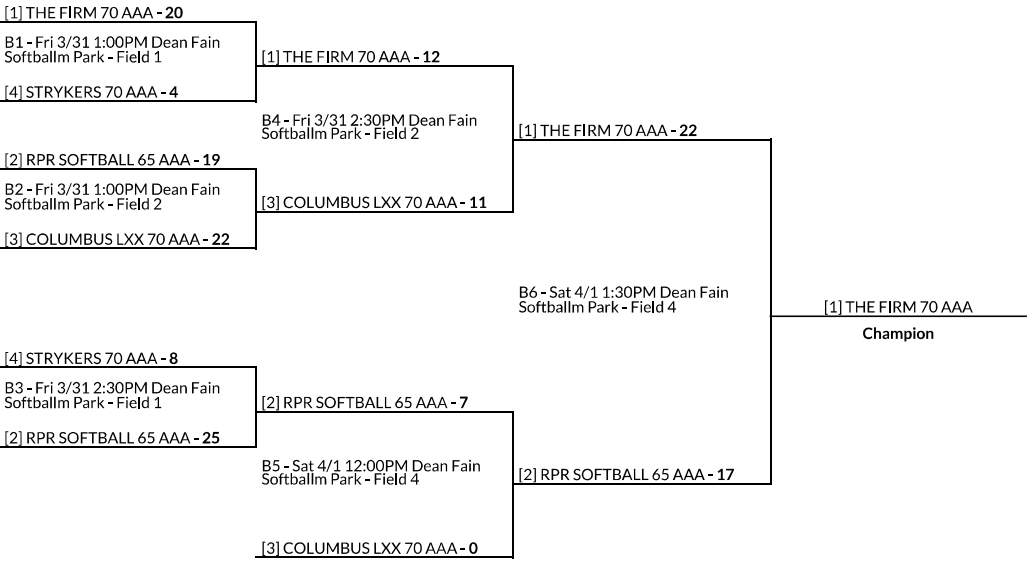 [1] THE FIRM 70 AAA - 20
B1 - Fri 3/31 1:00PM Dean Fain
Softballm Park - Field 1
[4] STRYKERS 70 AAA - 4
[1] THE FIRM 70 AAA - 12
B4 - Fri 3/31 2:30PM Dean Fain
Softballm Park - Field 2
[1] THE FIRM 70 AAA - 22
[2] RPR SOFTBALL 65 AAA - 19
B2 - Fri 3/31 1:00PM Dean Fain
Softballm Park - Field 2
[3] COLUMBUS LXX 70 AAA - 22
[3] COLUMBUS LXX 70 AAA - 11
B6 - Sat 4/1 1:30PM Dean Fain
Softballm Park - Field 4
[1] THE FIRM 70 AAA
Champion
[4] STRYKERS 70 AAA - 8
B3 - Fri 3/31 2:30PM Dean Fain
Softballm Park - Field 1
[2] RPR SOFTBALL 65 AAA - 25
[2] RPR SOFTBALL 65 AAA - 7
B5 - Sat 4/1 12:00PM Dean Fain
Softballm Park - Field 4
[2] RPR SOFTBALL 65 AAA - 17
[3] COLUMBUS LXX 70 AAA - 0